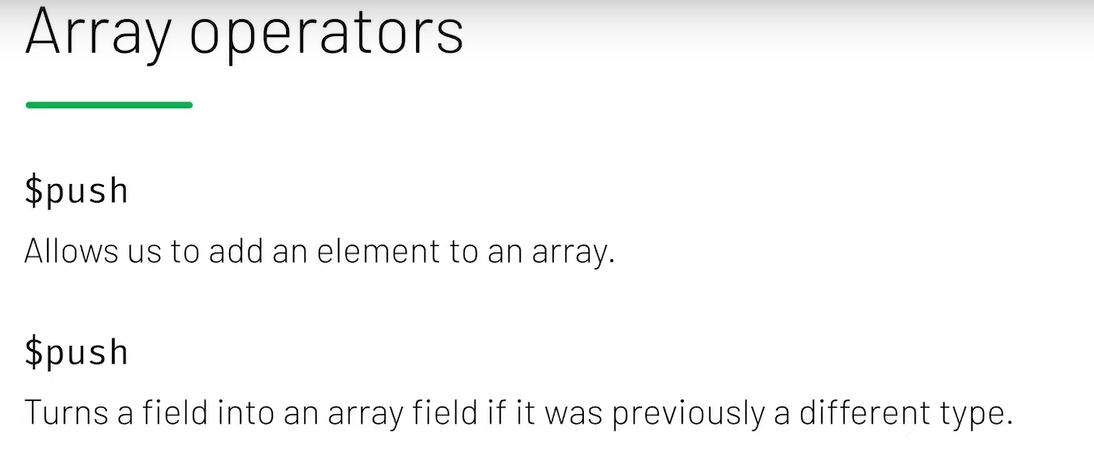 Array operators
$push
Allows us to add an element to an array.
$push
Turns a field into an array field if it was previously a different type.